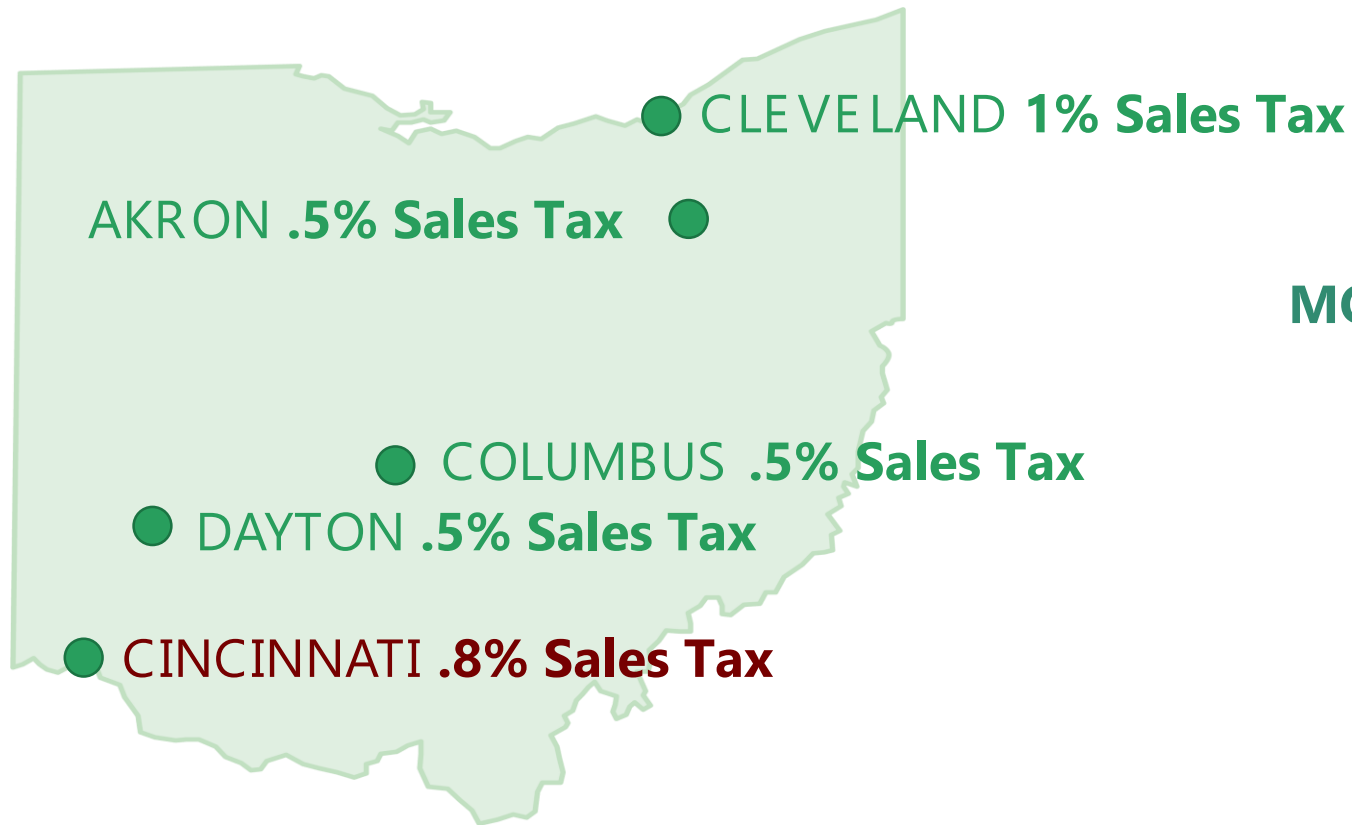 CLEVELAND 1% Sales Tax
AKRON .5% Sales Tax
COLUMBUS .5% Sales Tax
DAYTON .5% Sales Tax
CINCINNATI .8% Sales Tax